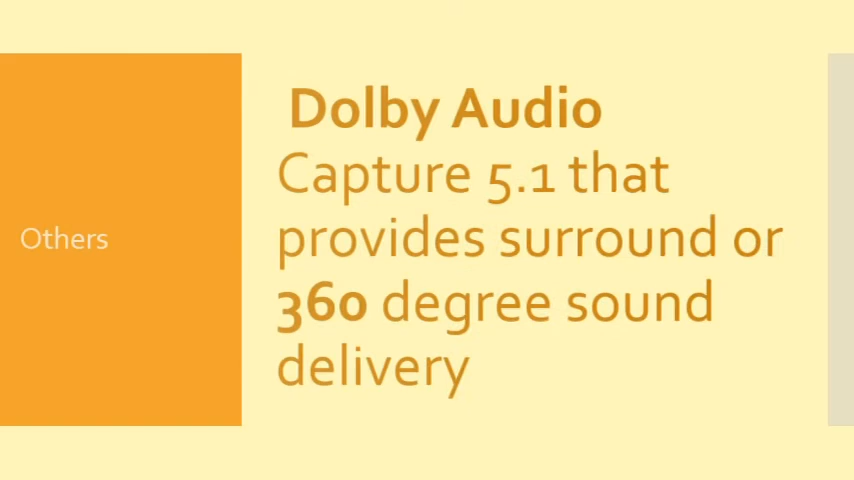 Others
Dolby Audio
Capture 5.1 that
provides surround or
360 degree sound
delivery